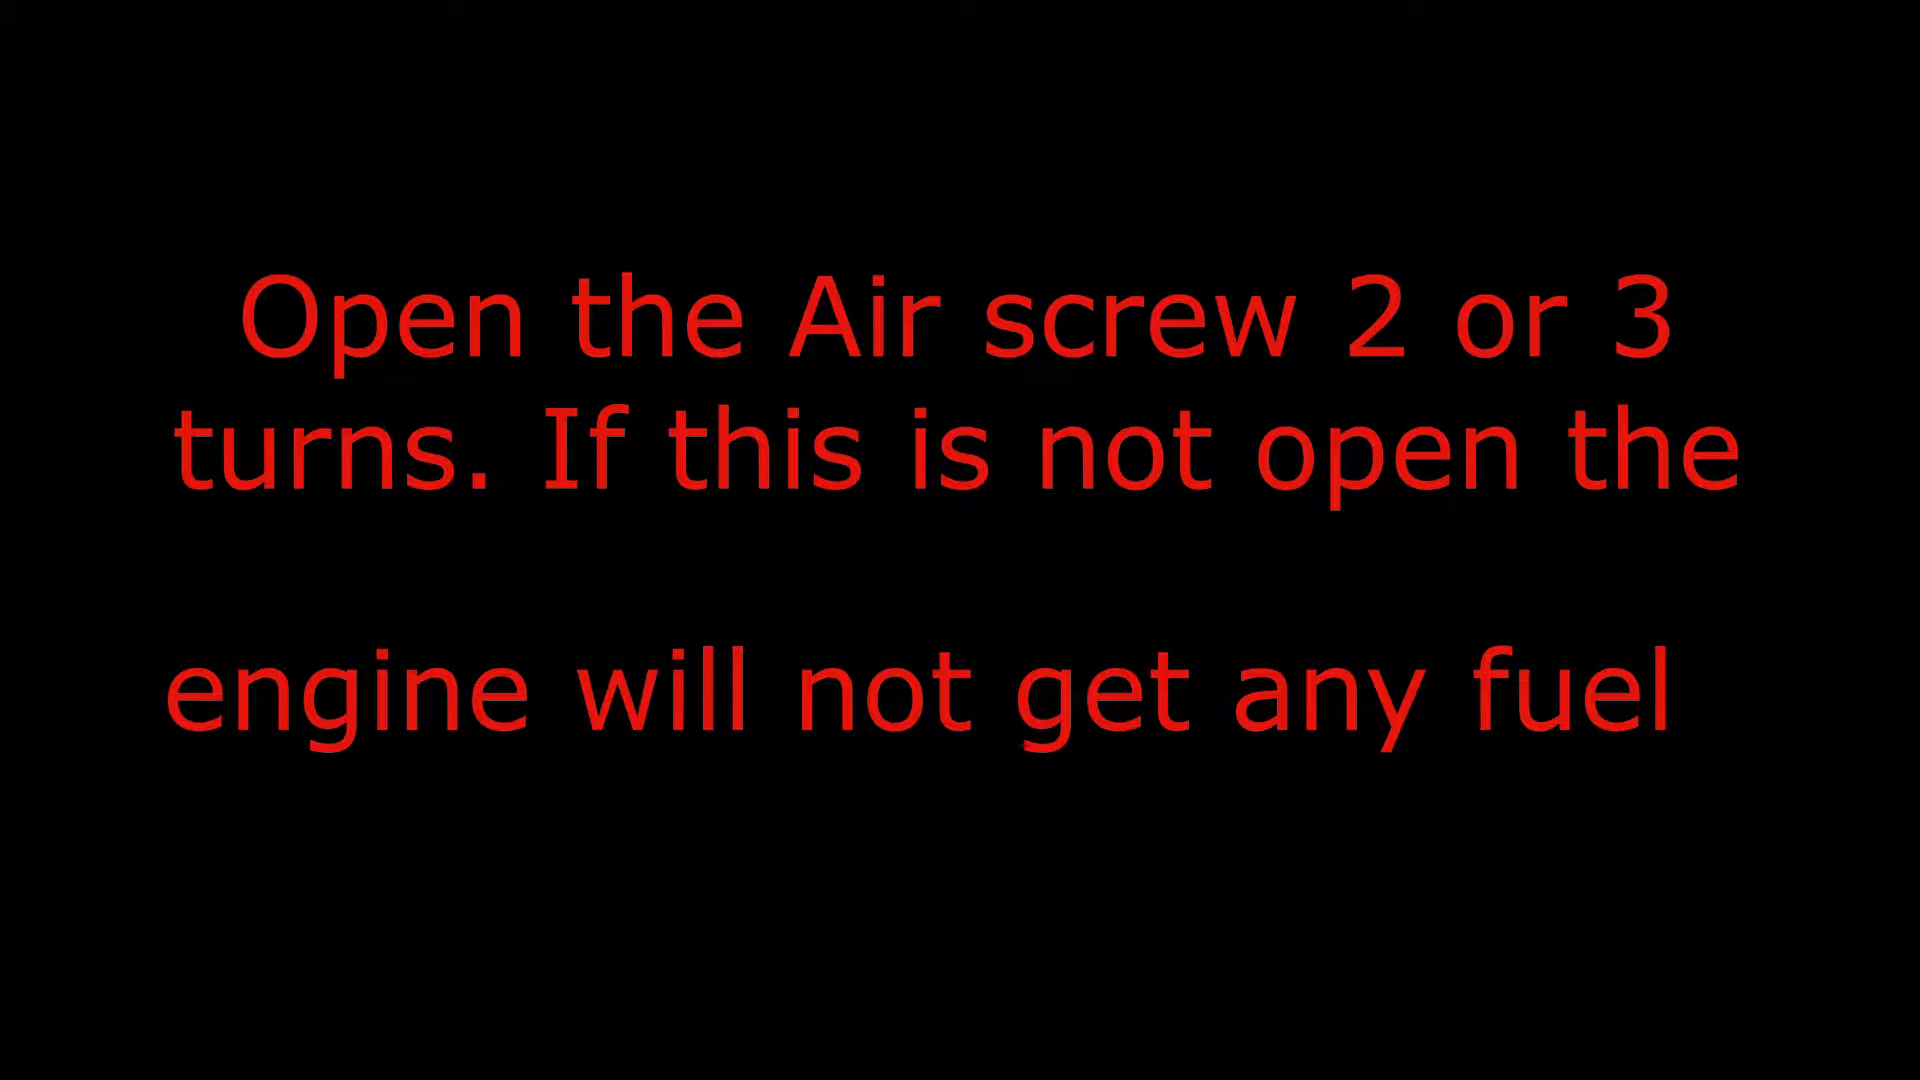 Open the Air screw 2 or 3
turns. If this is not open the
engine will not get any fuel